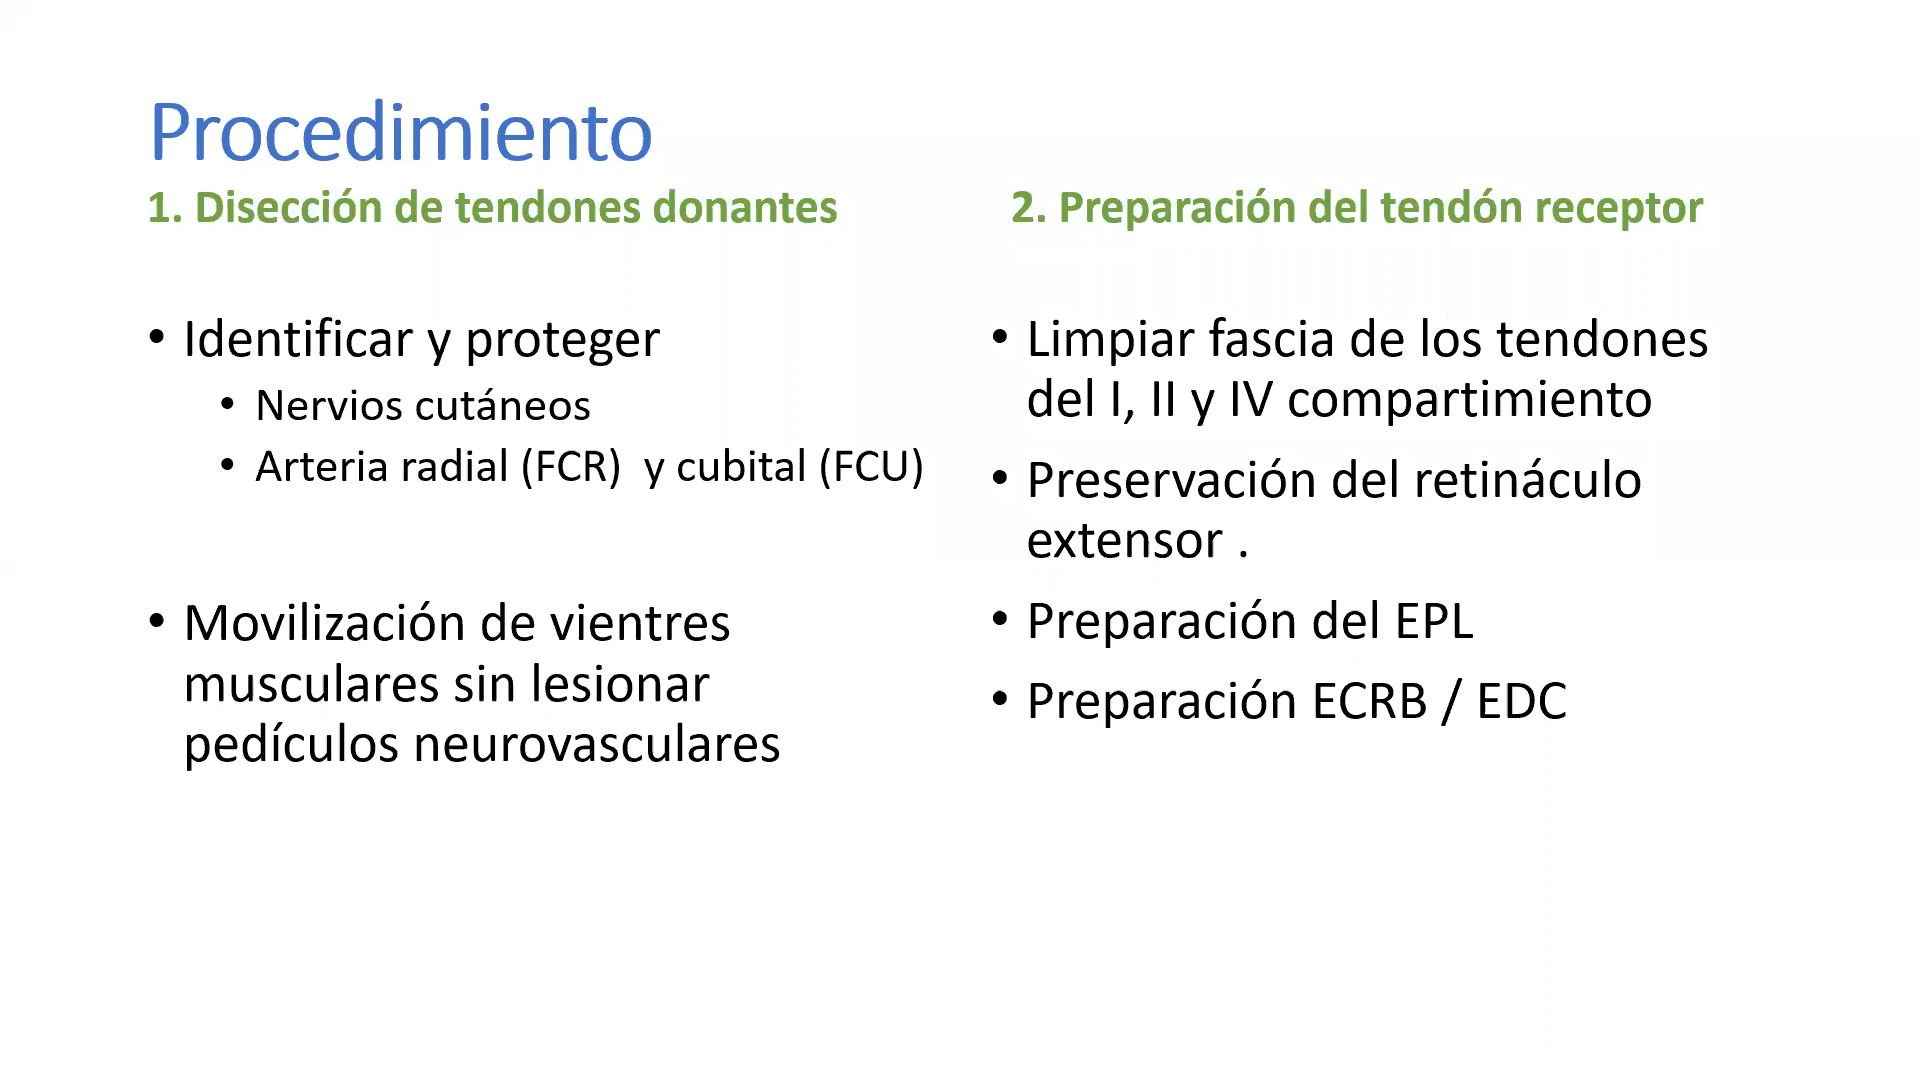 Procedimiento
1. Disección de tendones donantes
• Identificar y proteger
• Nervios cutáneos
• Arteria radial (FCR) y cubital (FCU)
• Movilización de vientres
musculares sin lesionar
pedículos neurovasculares
2. Preparación del tendón receptor
• Limpiar fascia de los tendones
del I, II y IV compartimiento
• Preservación del retináculo
extensor .
• Preparación del EPL
• Preparación ECRB / EDC